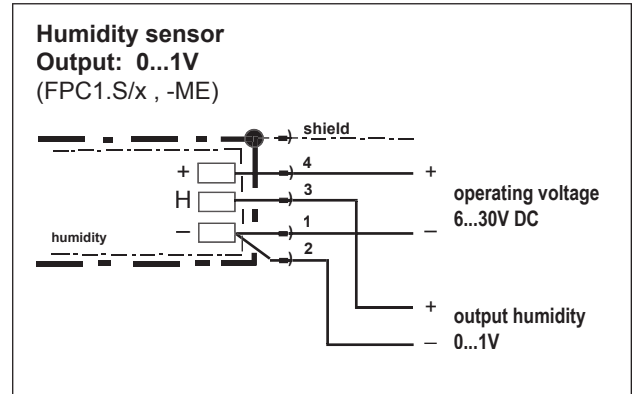 Humidity sensor
Output: 0...1V
(FPC1.S/x , -ME)
shield
+ 4 +
H 3
operating voltage
6...30V DC
– 1 –
humidity
2
+
output humidity
– 0...1V